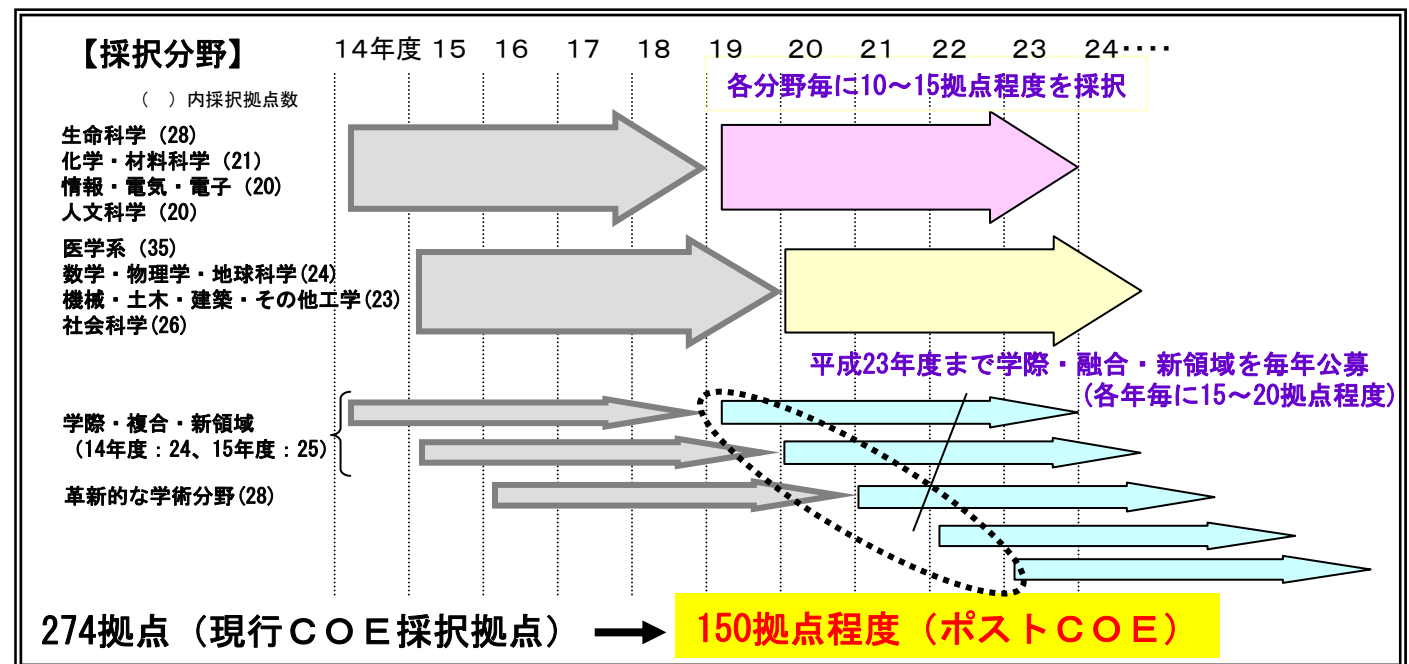 【採択分野】
14年度 15 16 17 18 19 20 21 22 23 24‥‥
（　）内採択拠点数
各分野毎に10～15拠点程度を採択
生命科学（28）
化学・材料科学（21）
情報・電気・電子（20）
人文科学（20）
医学系（35）
数学・物理学・地球科学(24)
機械・土木・建築・その他工学(23)
社会科学(26)
平成23年度まで学際・融合・新領域を毎年公募
(各年毎に15～20拠点程度)
学際・複合・新領域
（14年度：24、15年度：25）
革新的な学術分野(28)
274拠点（現行ＣＯＥ採択拠点） → 150拠点程度（ポストＣＯＥ）